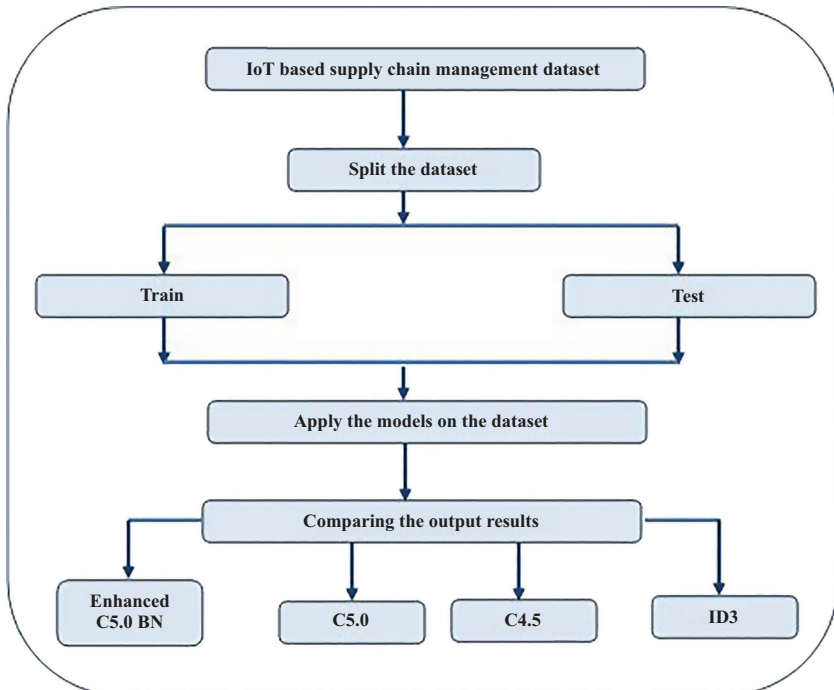 IoT based supply chain management dataset
Split the dataset
Train
Test
Apply the models on the dataset
Comparing the output results
Enhanced
C5.0 BN
C5.0
C4.5
ID3